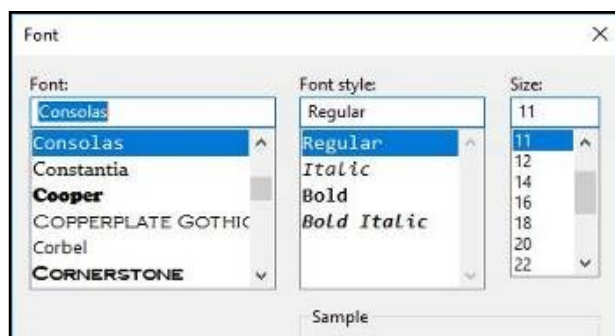 Font
Font: Font style: Size:
Consolas Regular 11
Consolas Regular 11
Constantia Italic 12
Cooper Bold 14
COPPERPLATE GOTHIC Bold Italic 16
Corbel 18
CORNERSTONE 20
22
Sample